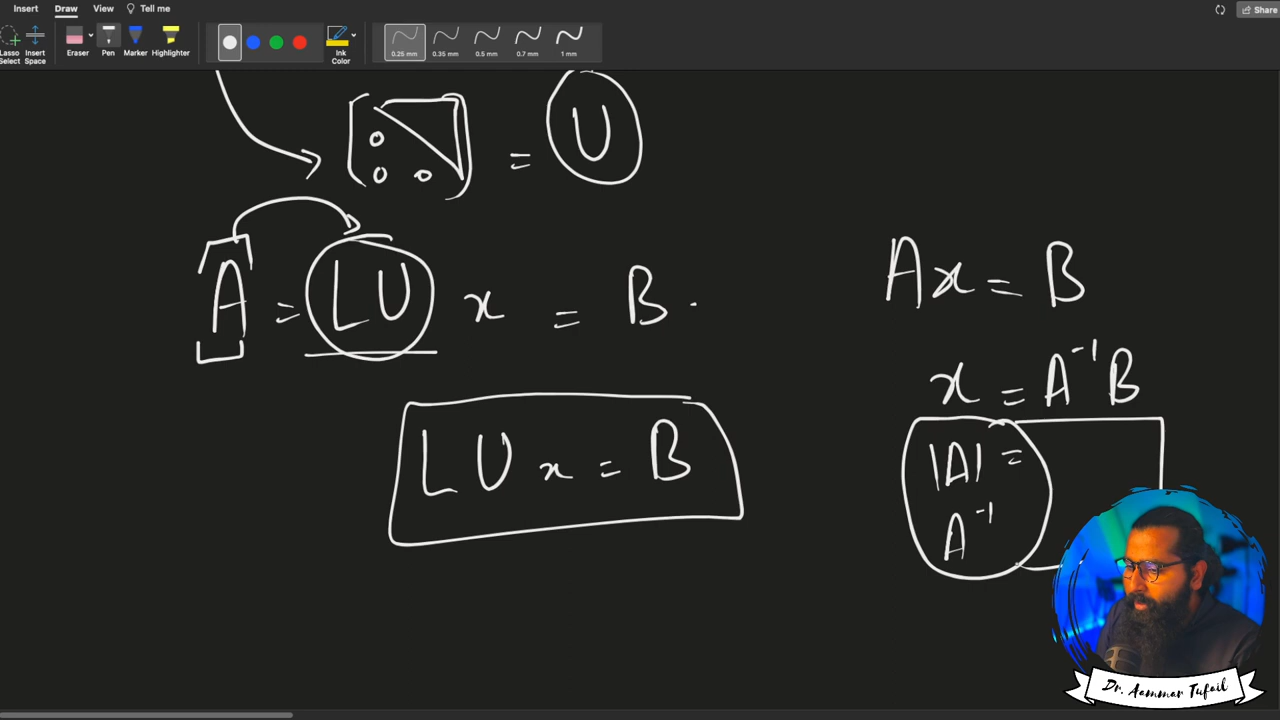 Insert Draw View Tell me Share
Lasso Select Insert Space Eraser Pen Marker Highlighter Ink Color 0.25 mm 0.35 mm 0.5 mm 0.7 mm 1 mm
0 0 0 = U
A = LU x = B
Ax = B
x = A⁻¹B
LUx = B
|A| =
A⁻¹
Dr. Aammar Tufail